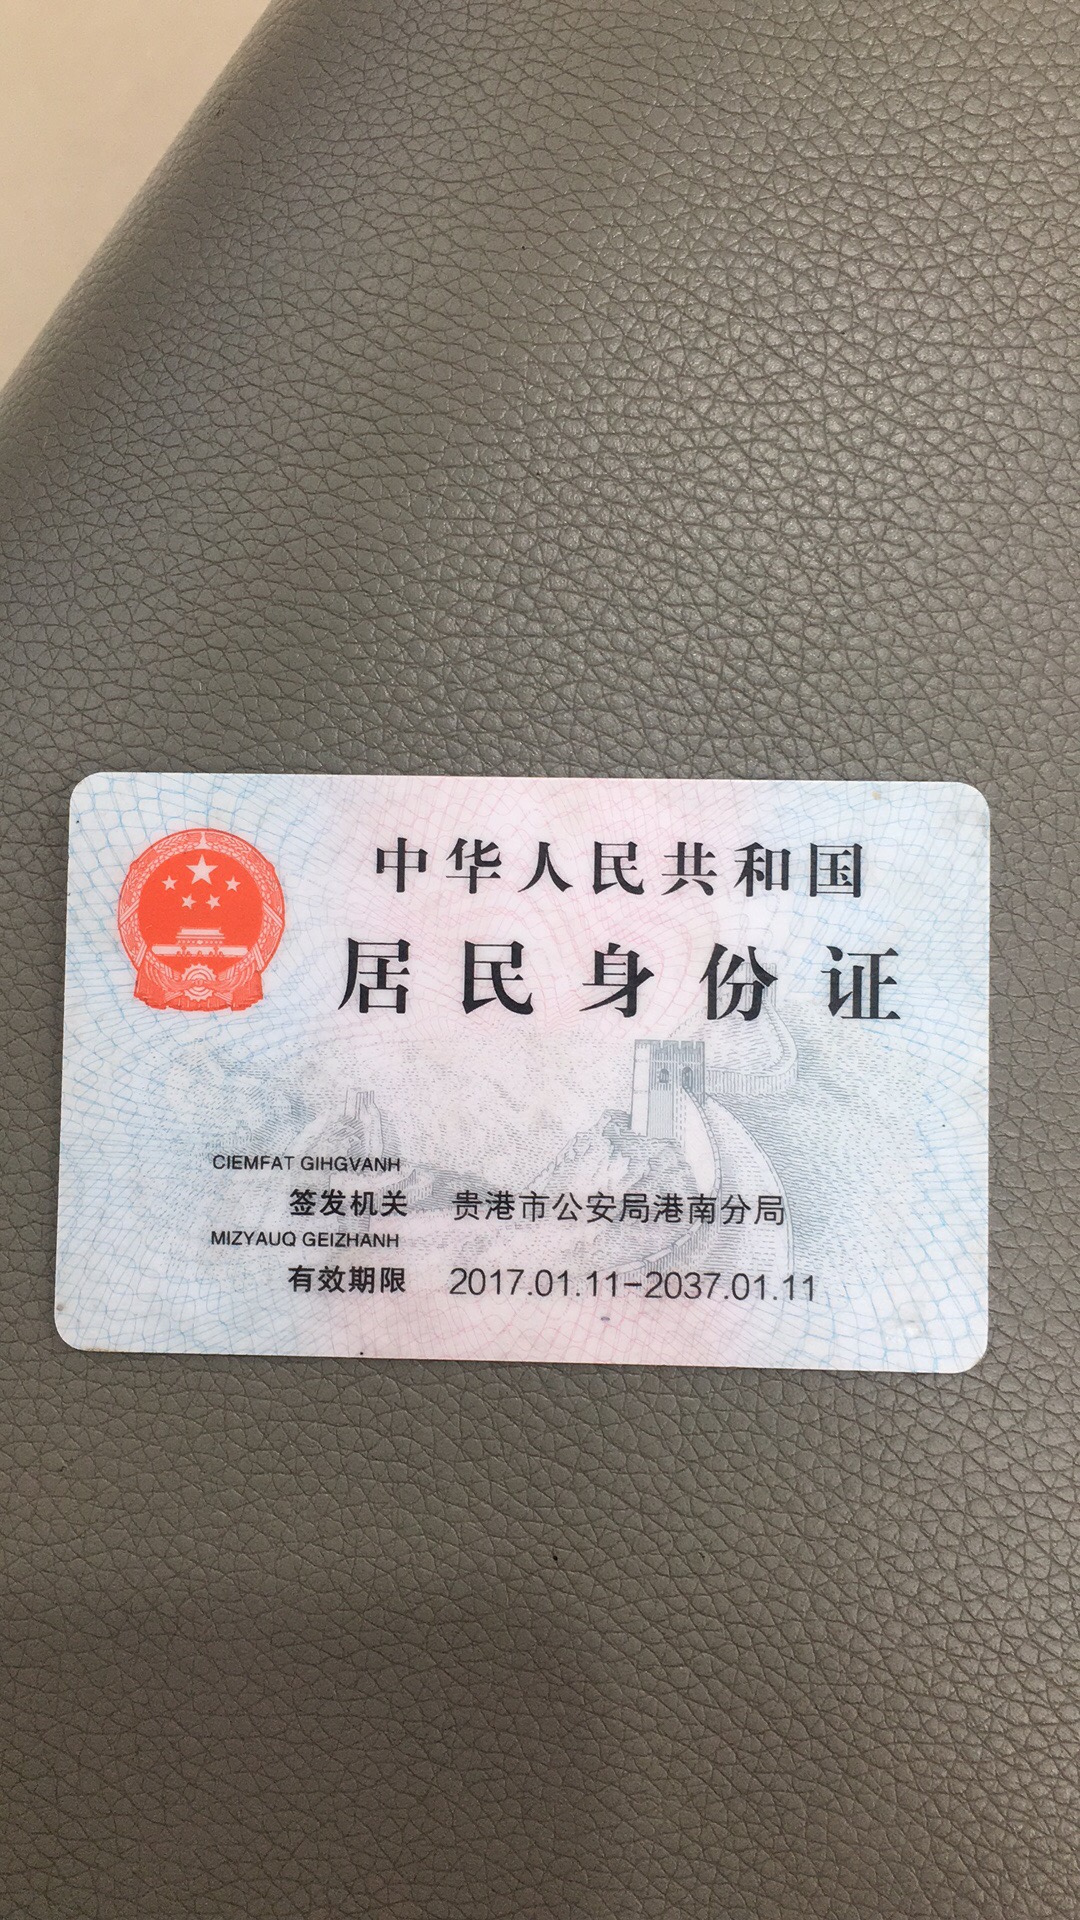 中华人民共和国
居民身份证
CIEMFAT GIHGVANH
签发机关 贵港市公安局港南分局
MIZYAUQ GEIZHANH
有效期限 2017.01.11-2037.01.11